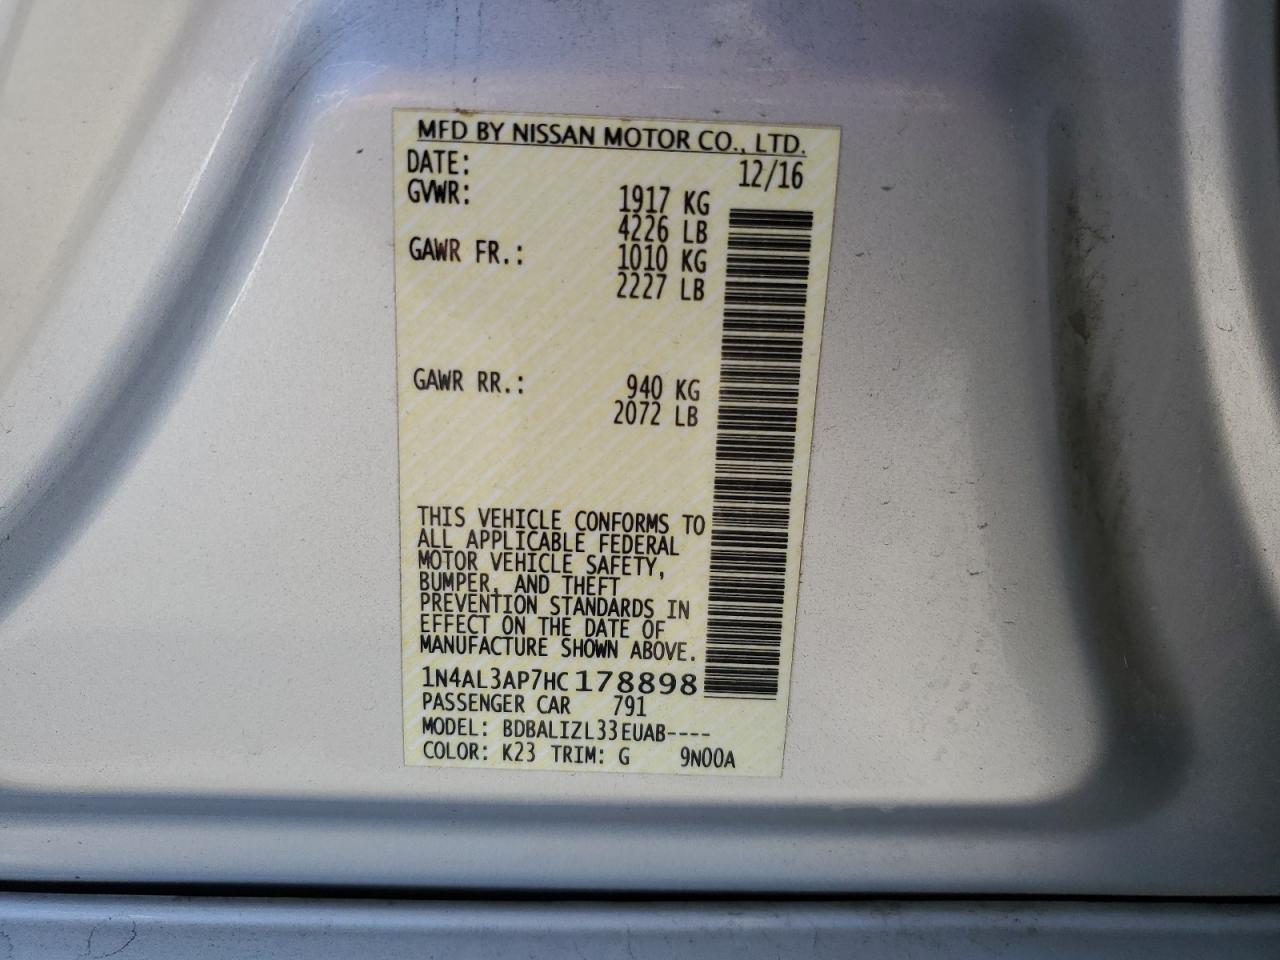 MFD BY NISSAN MOTOR CO., LTD.
DATE: 12/16
GVWR: 1917 KG
4226 LB
GAWR FR.: 1010 KG
2227 LB
GAWR RR.: 940 KG
2072 LB
THIS VEHICLE CONFORMS TO
ALL APPLICABLE FEDERAL
MOTOR VEHICLE SAFETY,
BUMPER, AND THEFT
PREVENTION STANDARDS IN
EFFECT ON THE DATE OF
MANUFACTURE SHOWN ABOVE.
1N4AL3AP7HC178898
PASSENGER CAR 791
MODEL: BDBALIZL33EUAB----
COLOR: K23 TRIM: G 9N00A